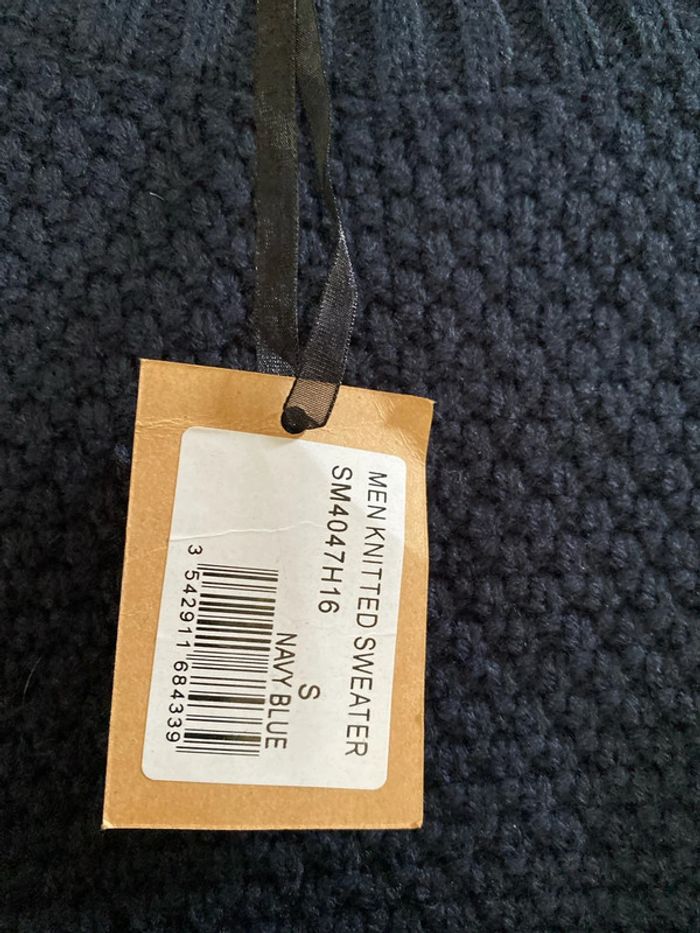 MEN KNITTED SWEATER
SM4047H16
S
NAVY BLUE
3 542911 684339